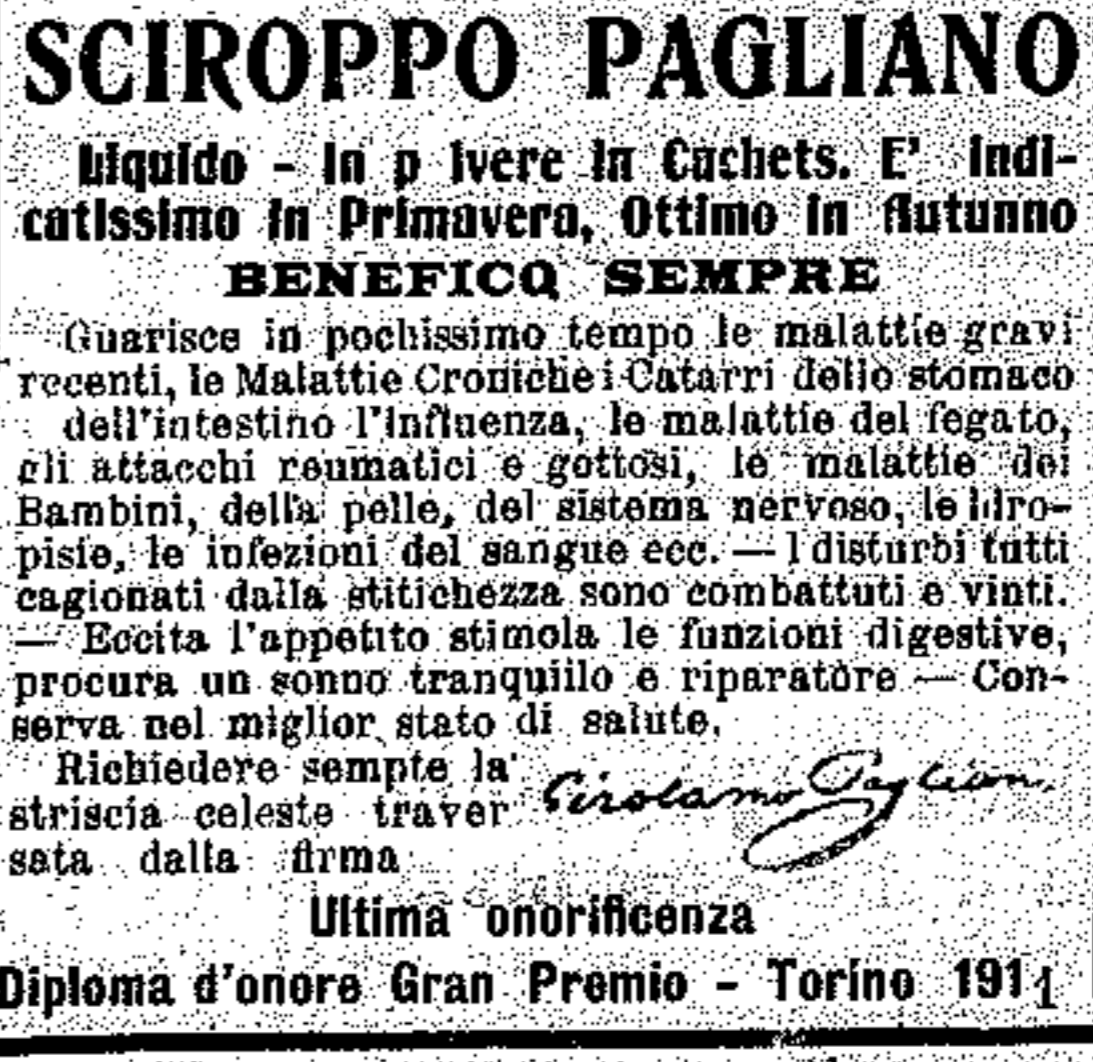 SCIROPPO PAGLIANO
Liquido - in p lvere in Cachets. E' indi-
catissimo in Primavera, Ottimo in Autunno
BENEFICO SEMPRE
Guarisce in pochissimo tempo le malattie gravi
recenti, le Malattie Croniche i Catarri dello stomaco
dell'intestino l'influenza, le malattie del fegato,
gli attacchi reumatici e gottosi, le malattie dei
Bambini, della pelle, del sistema nervoso, le Idro-
pisie, le infezioni del sangue ecc. — I disturbi tutti
cagionati dalla stitichezza sono combattuti e vinti.
— Eccita l'appetito stimola le funzioni digestive,
procura un sonno tranquillo e riparatore — Con-
serva nel miglior stato di salute.
Richiedere sempre la
striscia celeste traver
sata dalla firma
Girolamo Pagliano
Ultima onorificenza
Diploma d'onore Gran Premio - Torino 1911